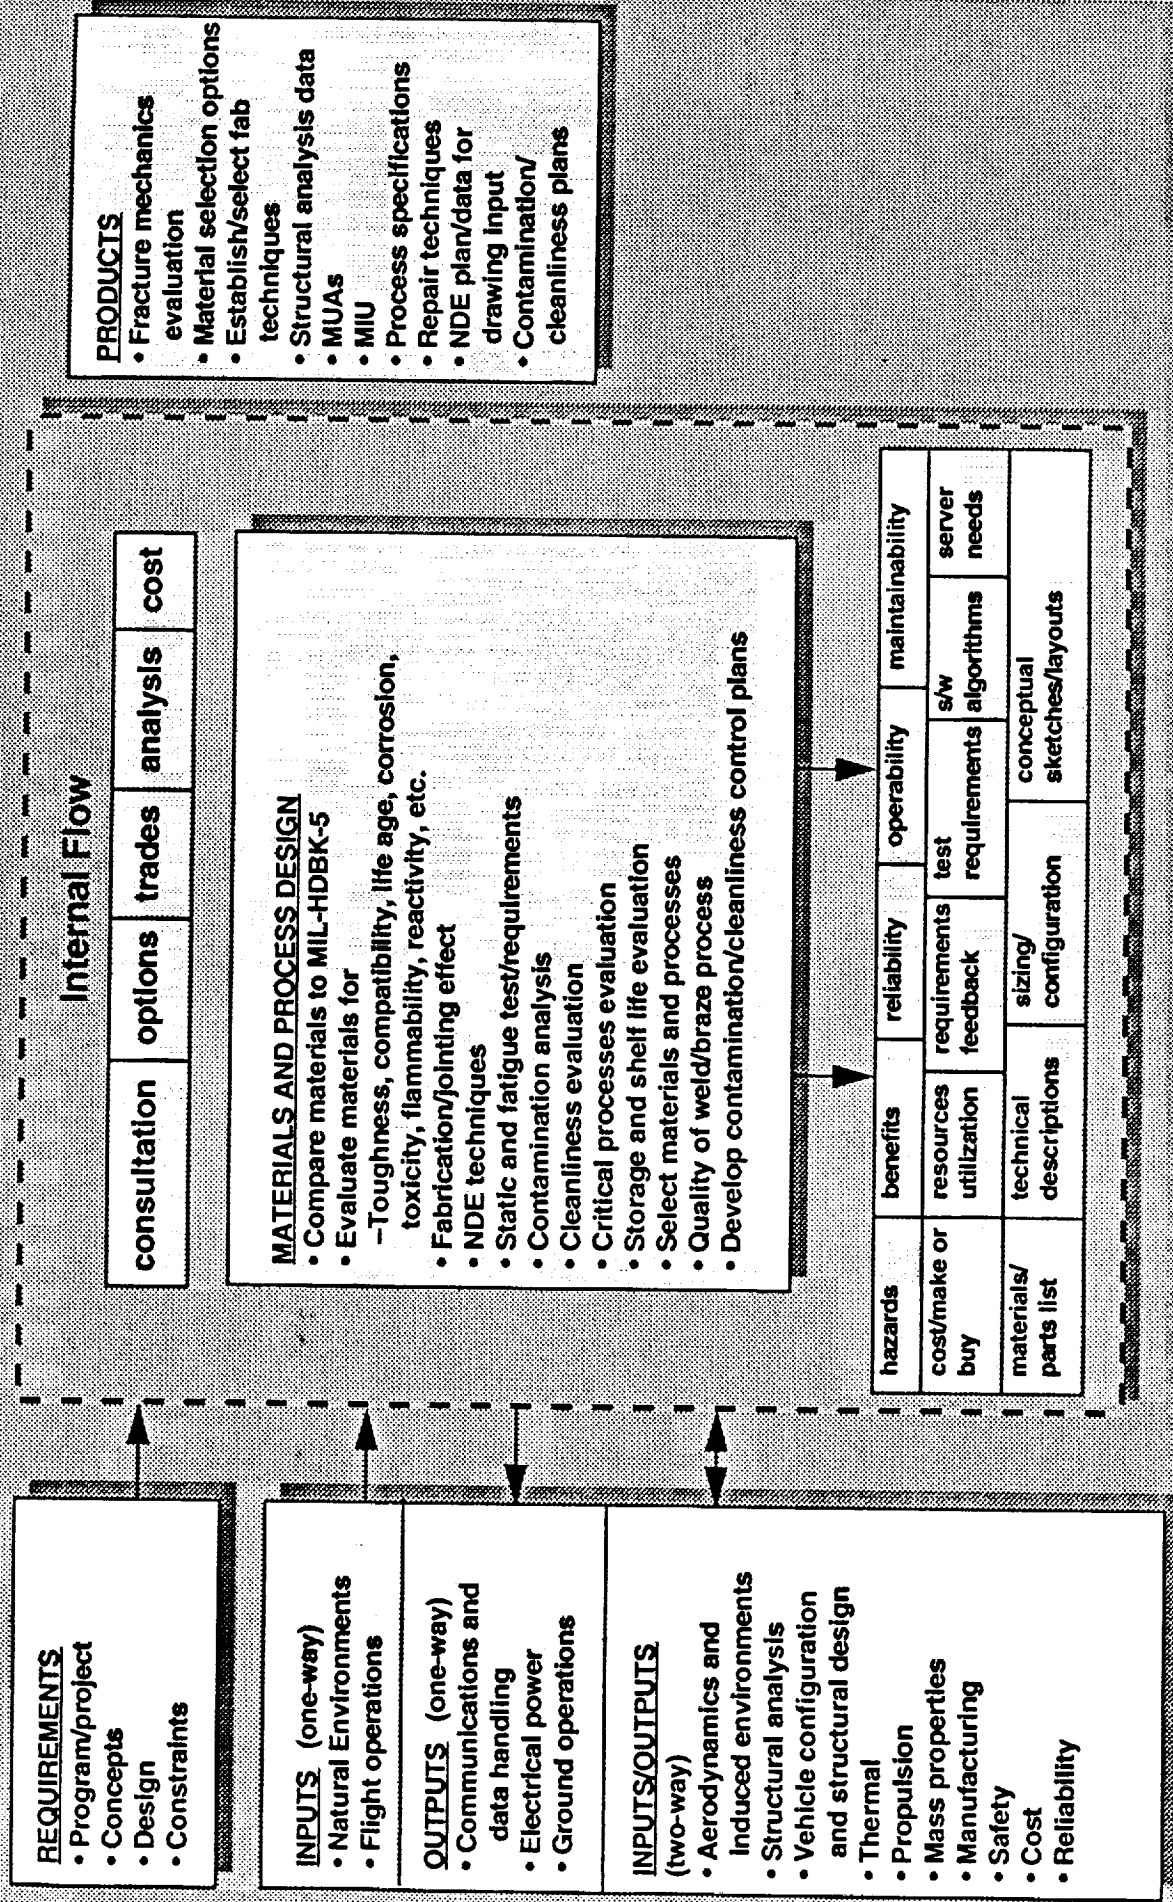 REQUIREMENTS
• Program/project
• Concepts
• Design
• Constraints
INPUTS (one-way)
• Natural Environments
• Flight operations
OUTPUTS (one-way)
• Communications and
data handling
• Electrical power
• Ground operations
INPUTS/OUTPUTS
(two-way)
• Aerodynamics and
Induced environments
• Structural analysis
• Vehicle configuration
and structural design
• Thermal
• Propulsion
• Mass properties
• Manufacturing
• Safety
• Cost
• Reliability
Internal Flow
consultation options trades analysis cost
MATERIALS AND PROCESS DESIGN
• Compare materials to MIL-HDBK-5
• Evaluate materials for
–Toughness, compatibility, life age, corrosion,
toxicity, flammability, reactivity, etc.
• Fabrication/jointing effect
• NDE techniques
• Static and fatigue test/requirements
• Contamination analysis
• Cleanliness evaluation
• Critical processes evaluation
• Storage and shelf life evaluation
• Select materials and processes
• Quality of weld/braze process
• Develop contamination/cleanliness control plans
hazards benefits reliability operability maintainability
cost/make or resources requirements test s/w server
buy utilization feedback requirements algorithms needs
materials/ technical sizing/ conceptual
parts list descriptions configuration sketches/layouts
PRODUCTS
• Fracture mechanics
evaluation
• Material selection options
• Establish/select fab
techniques
• Structural analysis data
• MUAs
• MIU
• Process specifications
• Repair techniques
• NDE plan/data for
drawing input
• Contamination/
cleanliness plans